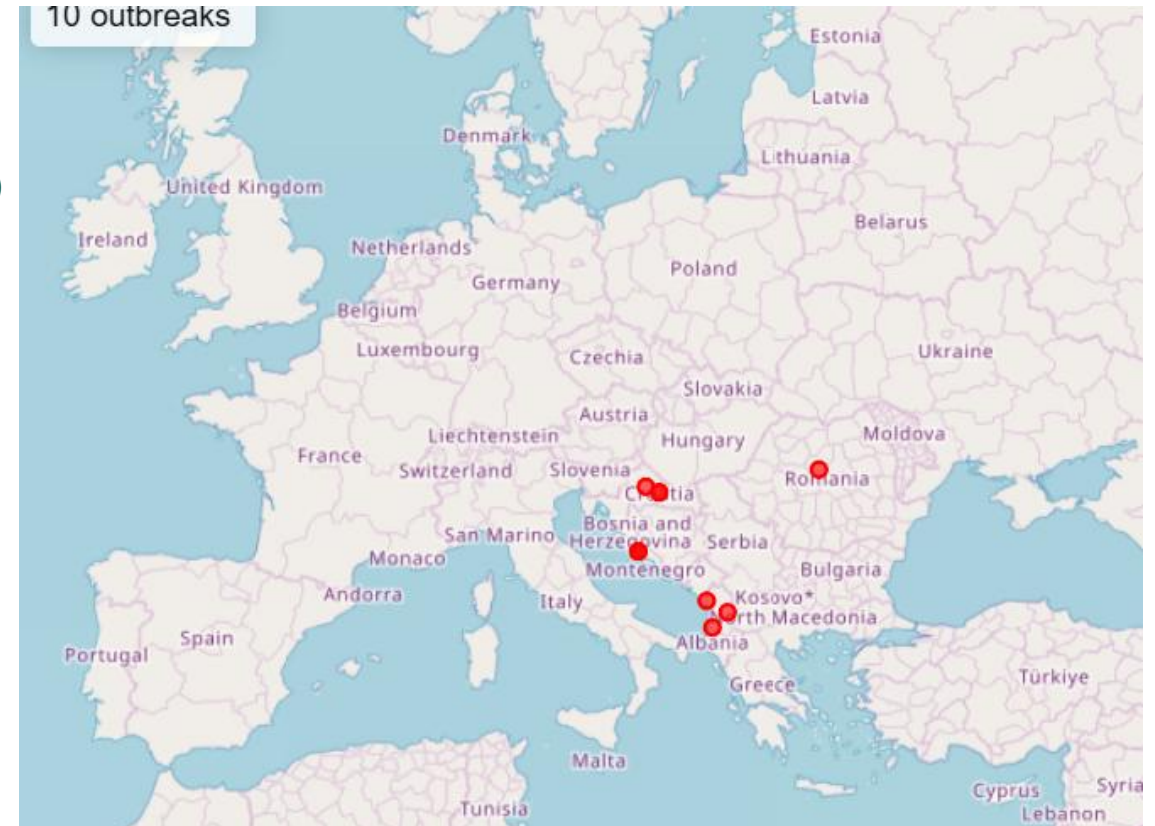 10 outbreaks
Estonia
Latvia
Denmark
Lithuania
United Kingdom
Belarus
Ireland
Netherlands
Poland
Germany
Belgium
Luxembourg
Ukraine
Czechia
Slovakia
Austria
Liechtenstein
Hungary
Moldova
France
Switzerland
Slovenia
Romania
Croatia
Bosnia and
Herzegovina
San Marino
Serbia
Monaco
Montenegro
Bulgaria
Andorra
Italy
Kosovo*
North Macedonia
Spain
Albania
Portugal
Greece
Türkiye
Malta
Cyprus
Syria
Tunisia
Lebanon